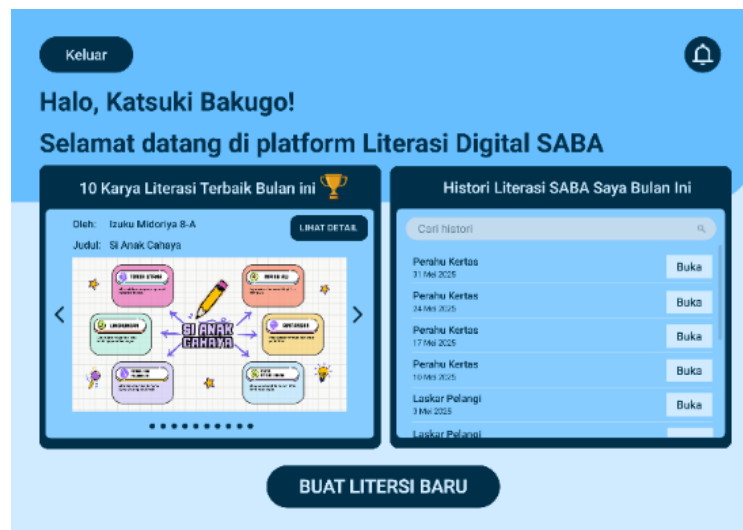 Keluar
Halo, Katsuki Bakugo!
Selamat datang di platform Literasi Digital SABA
10 Karya Literasi Terbaik Bulan ini
Oleh: Izuku Midoriya 8-A
LIHAT DETAIL
Judul: Si Anak Cahaya
SI ANAK
CAHAYA
LINGKUNGAN
Histori Literasi SABA Saya Bulan Ini
Cari histori
Perahu Kertas
31 Mei 2025
Buka
Perahu Kertas
24 Mei 2025
Buka
Perahu Kertas
17 Mei 2025
Buka
Perahu Kertas
10 Mei 2025
Buka
Laskar Pelangi
3 Mei 2025
Buka
Laskar Pelangi
BUAT LITERSI BARU